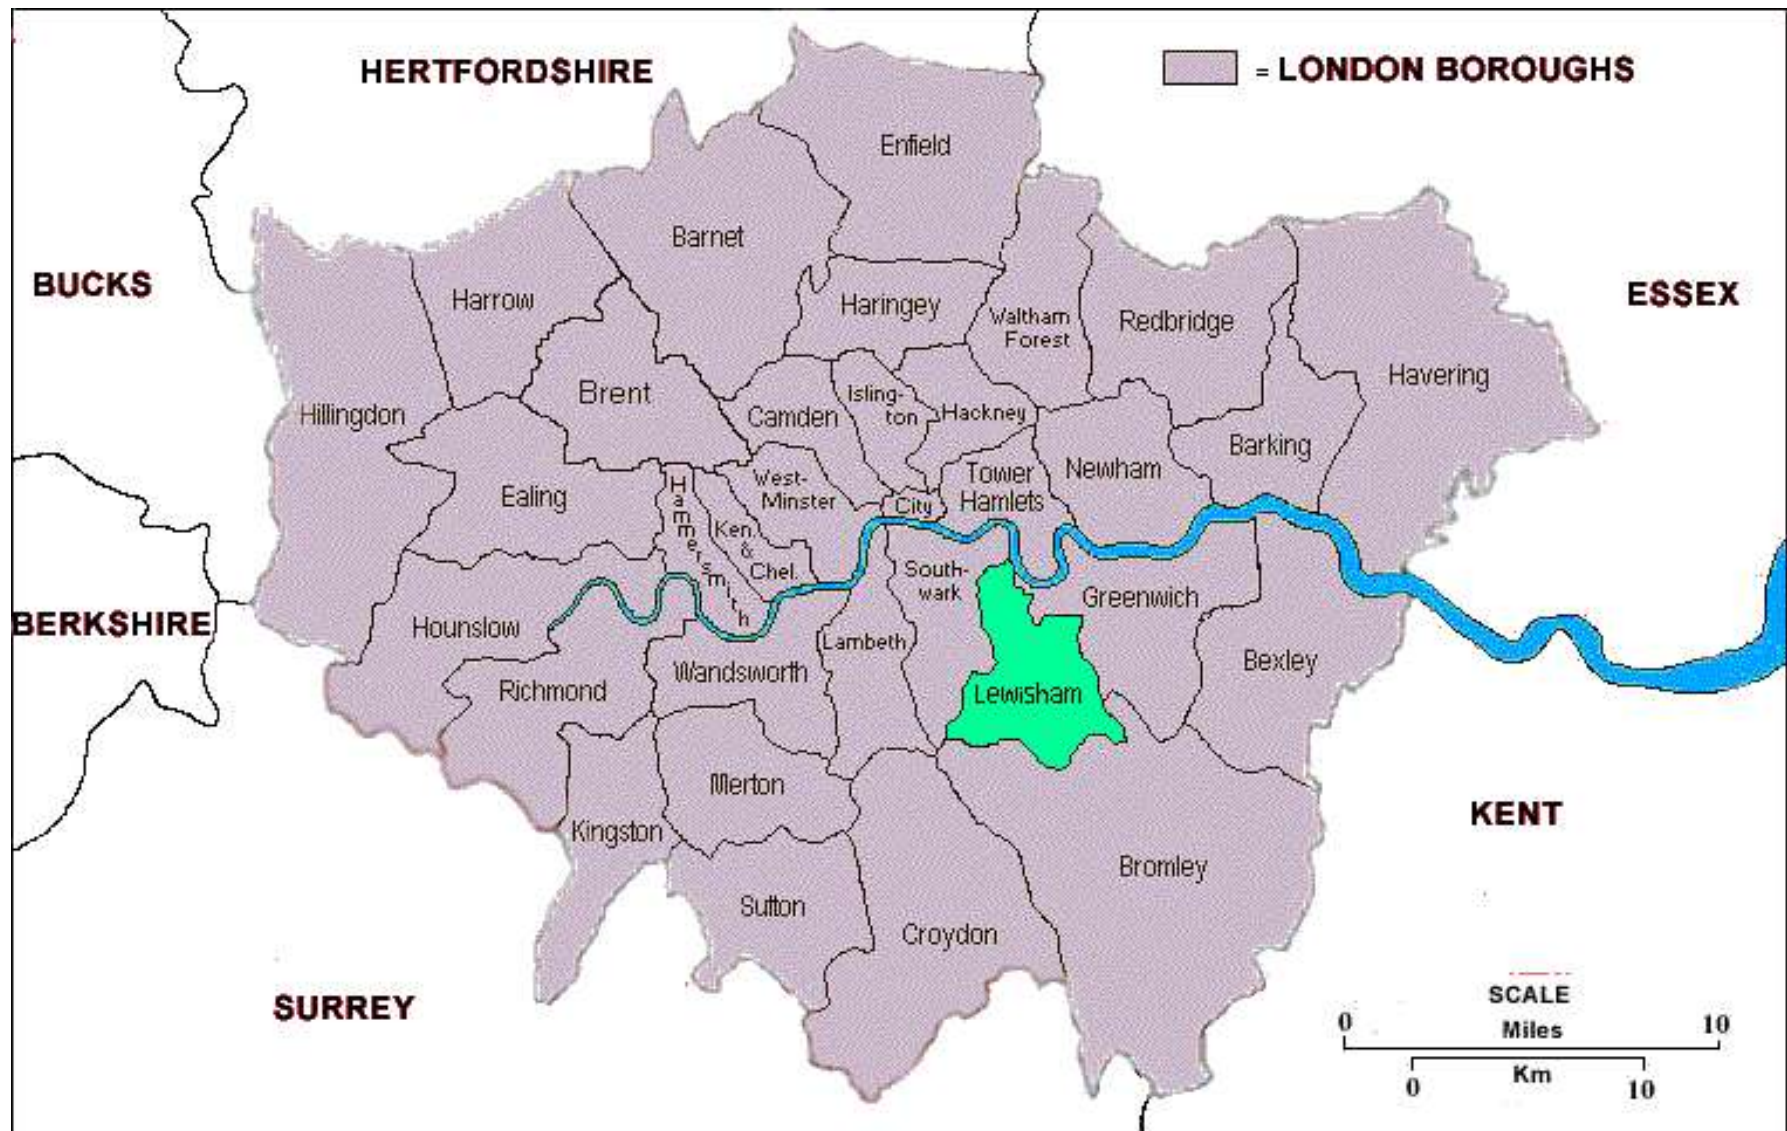 HERTFORDSHIRE
= LONDON BOROUGHS
Enfield
Barnet
BUCKS
Harrow
Haringey
Waltham
Forest
Redbridge
ESSEX
Havering
Hillingdon
Brent
Camden
Isling-
ton
Hackney
Barking
Newham
Tower
Hamlets
Ealing
Hammersmith
West-
Minster
City
Ken.
&
Chel.
South-
wark
Greenwich
BERKSHIRE
Hounslow
Lambeth
Bexley
Richmond
Wandsworth
Lewisham
Merton
KENT
Kingston
Bromley
Sutton
Croydon
SURREY
SCALE
0 Miles 10
0 Km 10